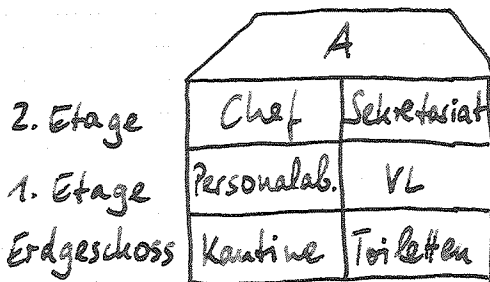 A
2. Etage Chef Sekretariat
1. Etage Personalab. VL
Erdgeschoss Kantine Toiletten